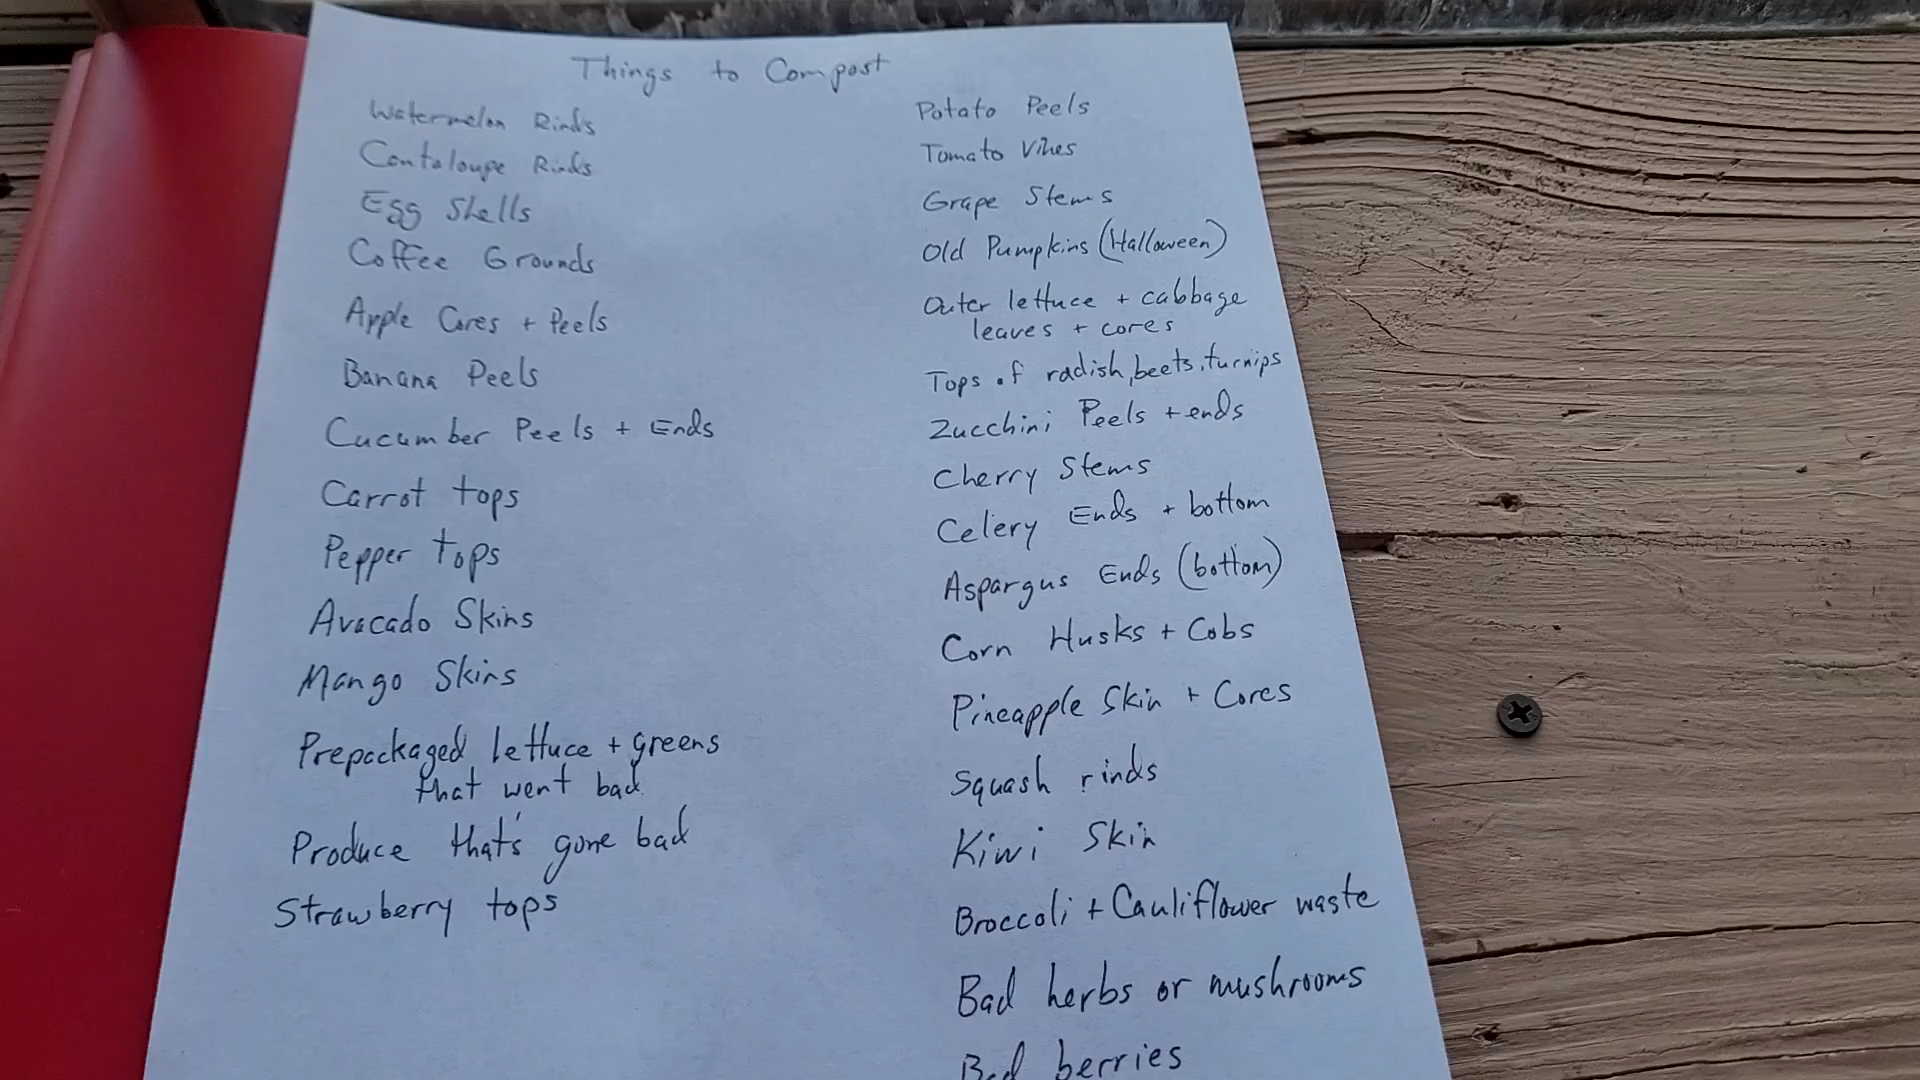 Things to Compost
Watermelon Rinds
Cantaloupe Rinds
Egg Shells
Coffee Grounds
Apple Cores + Peels
Banana Peels
Cucumber Peels + Ends
Carrot tops
Pepper tops
Avacado Skins
Mango Skins
Prepackaged lettuce + greens
that went bad
Produce that's gone bad
Strawberry tops
Potato Peels
Tomato Vines
Grape Stems
Old Pumpkins (Halloween)
Outer lettuce + cabbage
leaves + cores
Tops of radish, beets, turnips
Zucchini Peels + ends
Cherry Stems
Celery Ends + bottom
Aspargus Ends (bottom)
Corn Husks + Cobs
Pineapple Skin + Cores
Squash rinds
Kiwi Skin
Broccoli + Cauliflower waste
Bad herbs or mushrooms
Bad berries